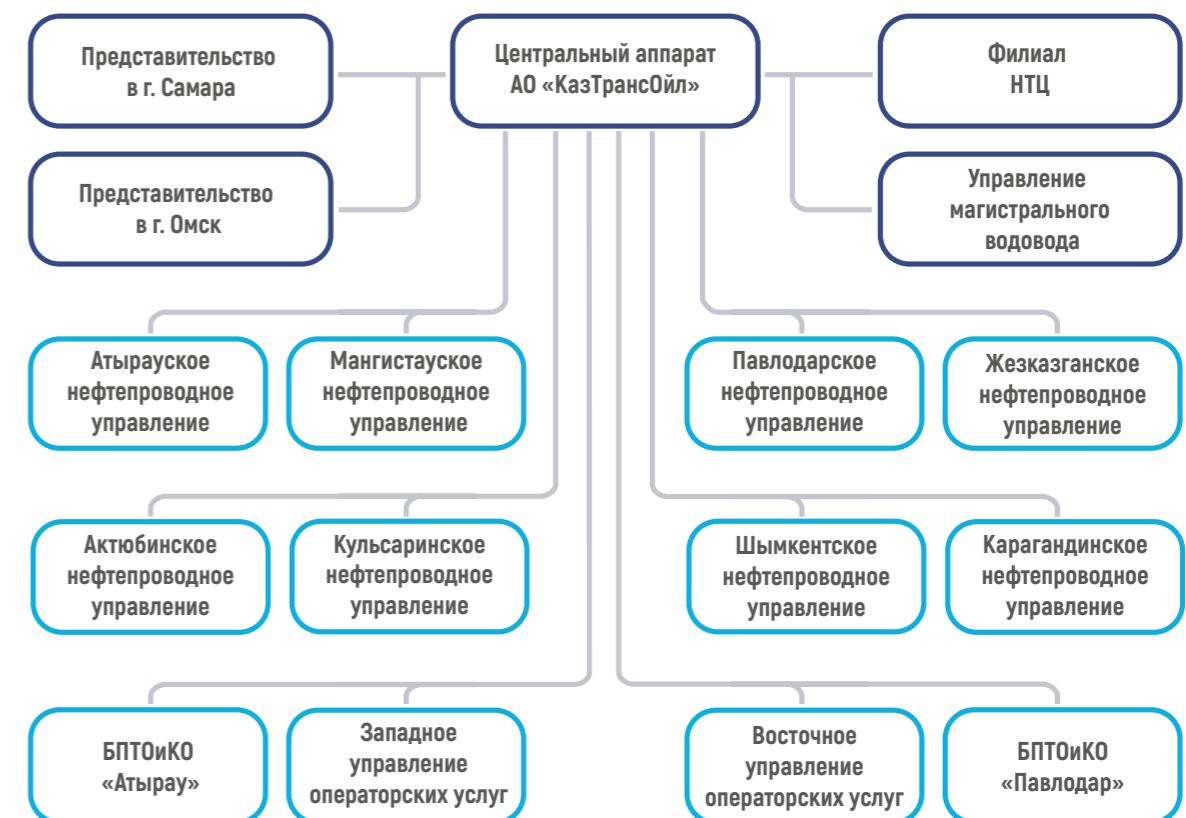 Представительство
в г. Самара
Центральный аппарат
АО «КазТрансОйл»
Филиал
НТЦ
Представительство
в г. Омск
Управление
магистрального
водовода
Атырауское
нефтепроводное
управление
Мангистауское
нефтепроводное
управление
Павлодарское
нефтепроводное
управление
Жезказганское
нефтепроводное
управление
Актюбинское
нефтепроводное
управление
Кульсаринское
нефтепроводное
управление
Шымкентское
нефтепроводное
управление
Карагандинское
нефтепроводное
управление
БПТОиКО
«Атырау»
Западное
управление
операторских услуг
Восточное
управление
операторских услуг
БПТОиКО
«Павлодар»